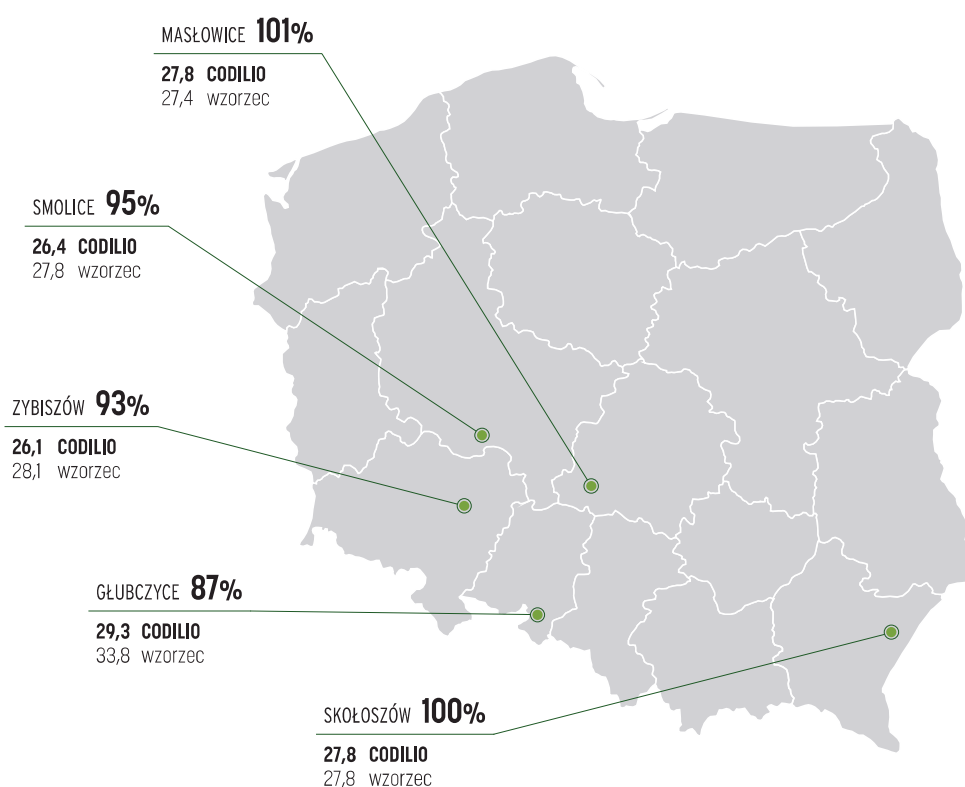 MASŁOWICE 101%
27,8 CODILIO
27,4 wzorzec
SMOLICE 95%
26,4 CODILIO
27,8 wzorzec
ZYBISZÓW 93%
26,1 CODILIO
28,1 wzorzec
GŁUBCZYCE 87%
29,3 CODILIO
33,8 wzorzec
SKOŁOSZÓW 100%
27,8 CODILIO
27,8 wzorzec